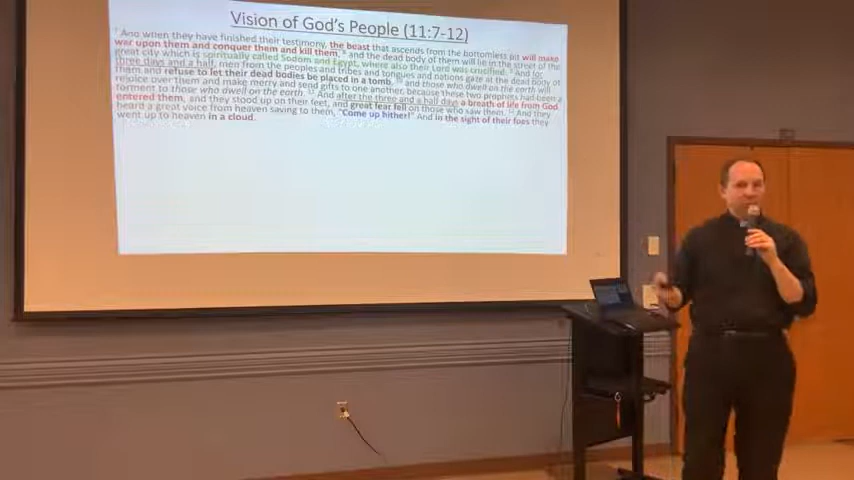 Vision of God's People (11:7-12)
7 And when they have finished their testimony, the beast that ascends from the bottomless pit will make
war upon them and conquer them and kill them, 8 and the dead body of them will lie in the street of the
great city which is spiritually called Sodom and Egypt, where also their Lord was crucified. 9 And for
three days and a half, men from the peoples and tribes and tongues and nations gaze at the dead body of
them and refuse to let their dead bodies be placed in a tomb, 10 and those who dwell on the earth will
rejoice over them and make merry and send gifts to one another, because these two prophets had been a
torment to those who dwell on the earth. 11 And after the three and a half days a breath of life from God
entered them, and they stood up on their feet, and great fear fell on those who saw them. 12 And they
heard a great voice from heaven saying to them, "Come up hither!" And in the sight of their foes they
went up to heaven in a cloud.